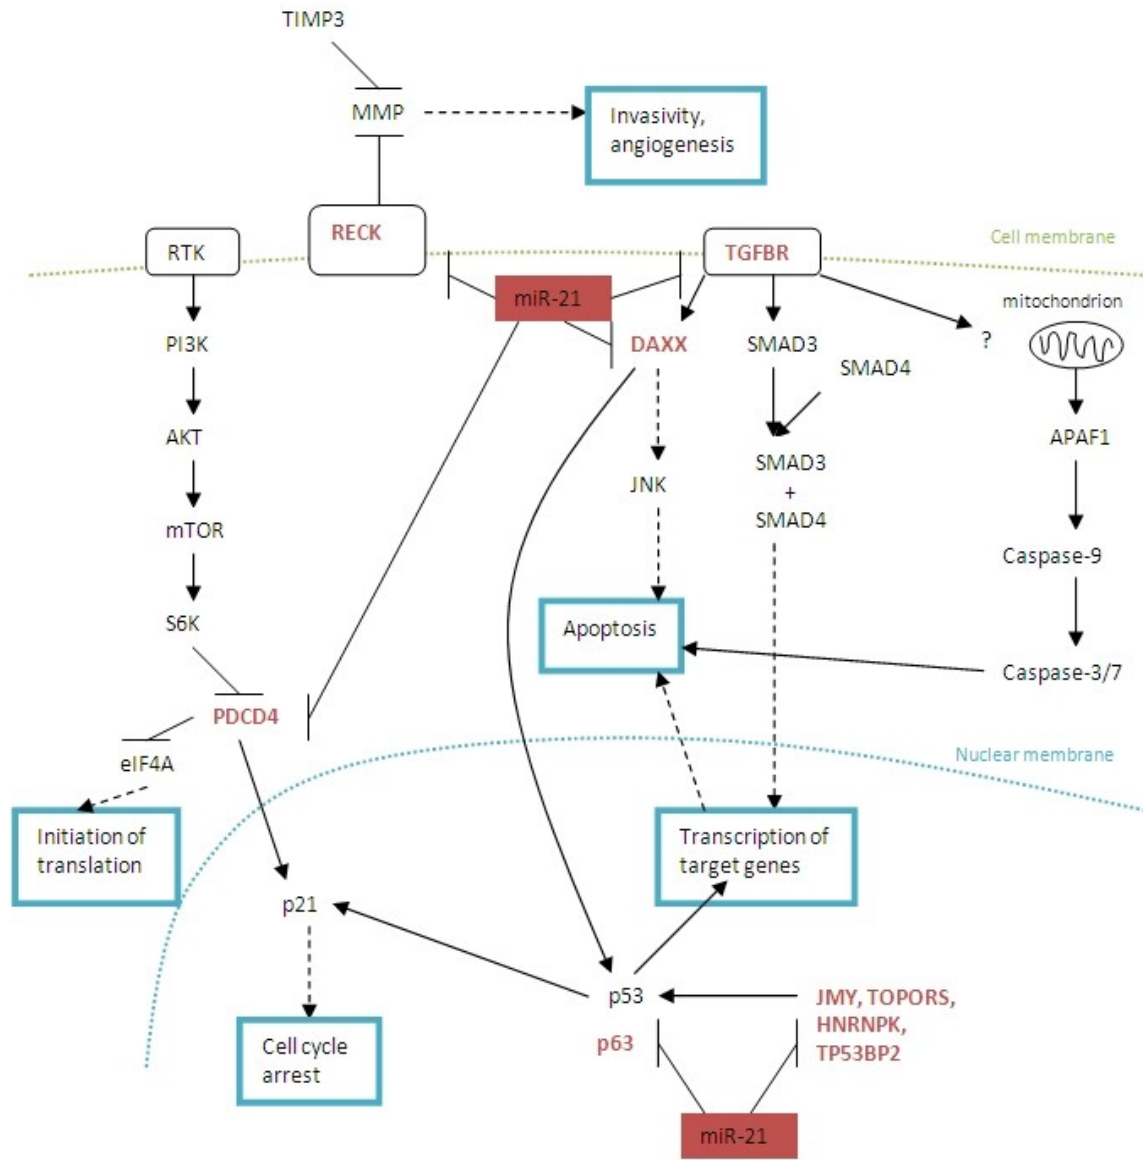 TIMP3
MMP
Invasivity,
angiogenesis
RECK
RTK
TGFBR
Cell membrane
miR-21
mitochondrion
PI3K
DAXX
SMAD3
?
SMAD4
AKT
APAF1
JNK
SMAD3
+
SMAD4
mTOR
Caspase-9
S6K
Apoptosis
Caspase-3/7
PDCD4
eIF4A
Nuclear membrane
Initiation of
translation
Transcription of
target genes
p21
p53
JMY, TOPORS,
HNRNPK,
TP53BP2
p63
Cell cycle
arrest
miR-21